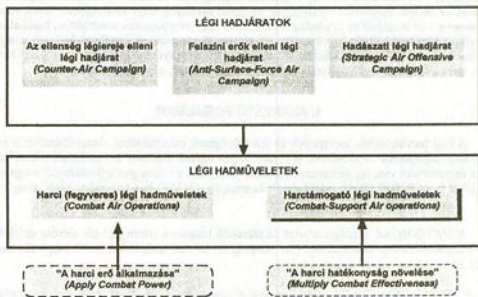 LÉGI HADJÁRATOK
Az ellenség légiereje elleni
légi hadjárat
(Counter-Air Campaign)
Felszíni erők elleni légi
hadjárat
(Anti-Surface-Force Air
Campaign)
Hadászati légi hadjárat
(Strategic Air Offensive
Campaign)
LÉGI HADMŰVELETEK
Harci (fegyveres) légi hadműveletek
(Combat Air Operations)
Harctámogató légi hadműveletek
(Combat-Support Air operations)
"A harci erő alkalmazása"
(Apply Combat Power)
"A harci hatékonyság növelése"
(Multiply Combat Effectiveness)